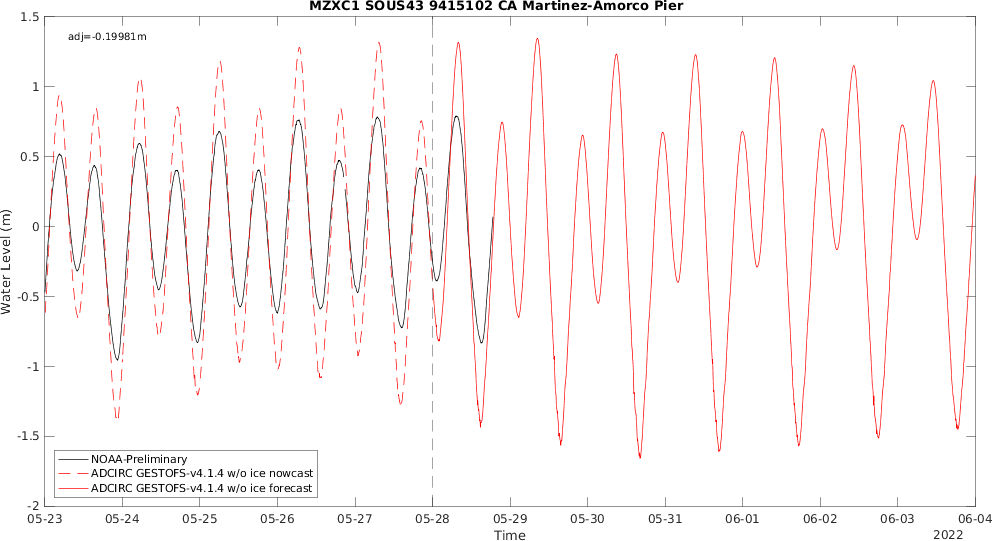 MZXC1 SOUS43 9415102 CA Martinez-Amorco Pier
adj=-0.19981m
1.5
1
0.5
0
-0.5
-1
-1.5
-2
Water Level (m)
NOAA-Preliminary
ADCIRC GESTOFS-v4.1.4 w/o ice nowcast
ADCIRC GESTOFS-v4.1.4 w/o ice forecast
05-23 05-24 05-25 05-26 05-27 05-28 05-29 05-30 05-31 06-01 06-02 06-03 06-04
Time
2022